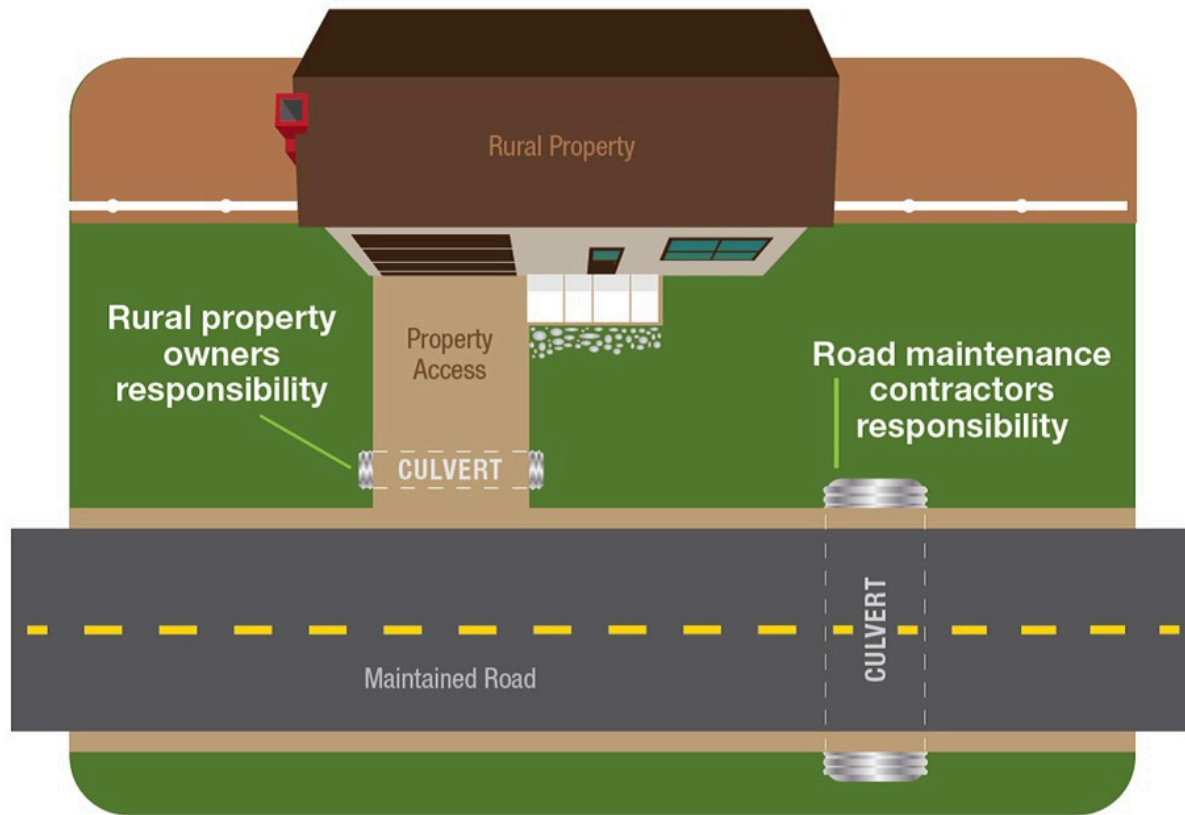 Rural Property
Rural property
owners
responsibility
Property
Access
Road maintenance
contractors
responsibility
CULVERT
CULVERT
Maintained Road